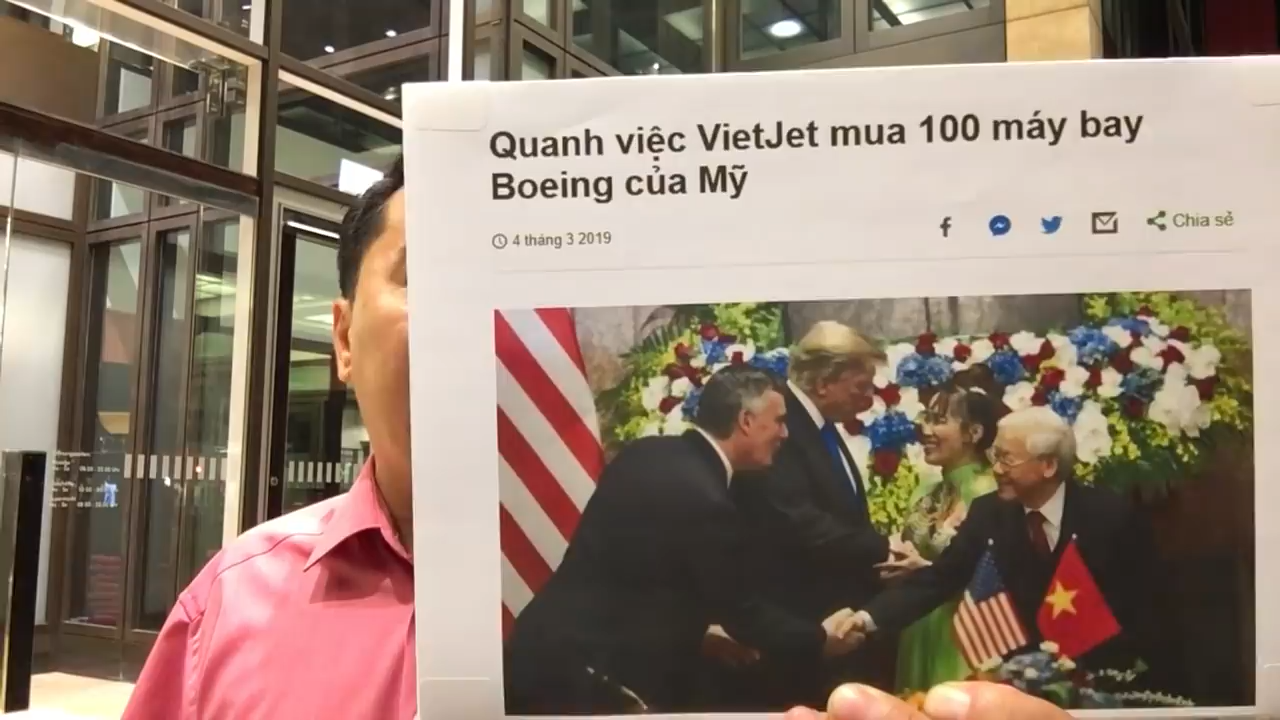 Quanh việc VietJet mua 100 máy bay
Boeing của Mỹ
4 tháng 3 2019
Chia sẻ